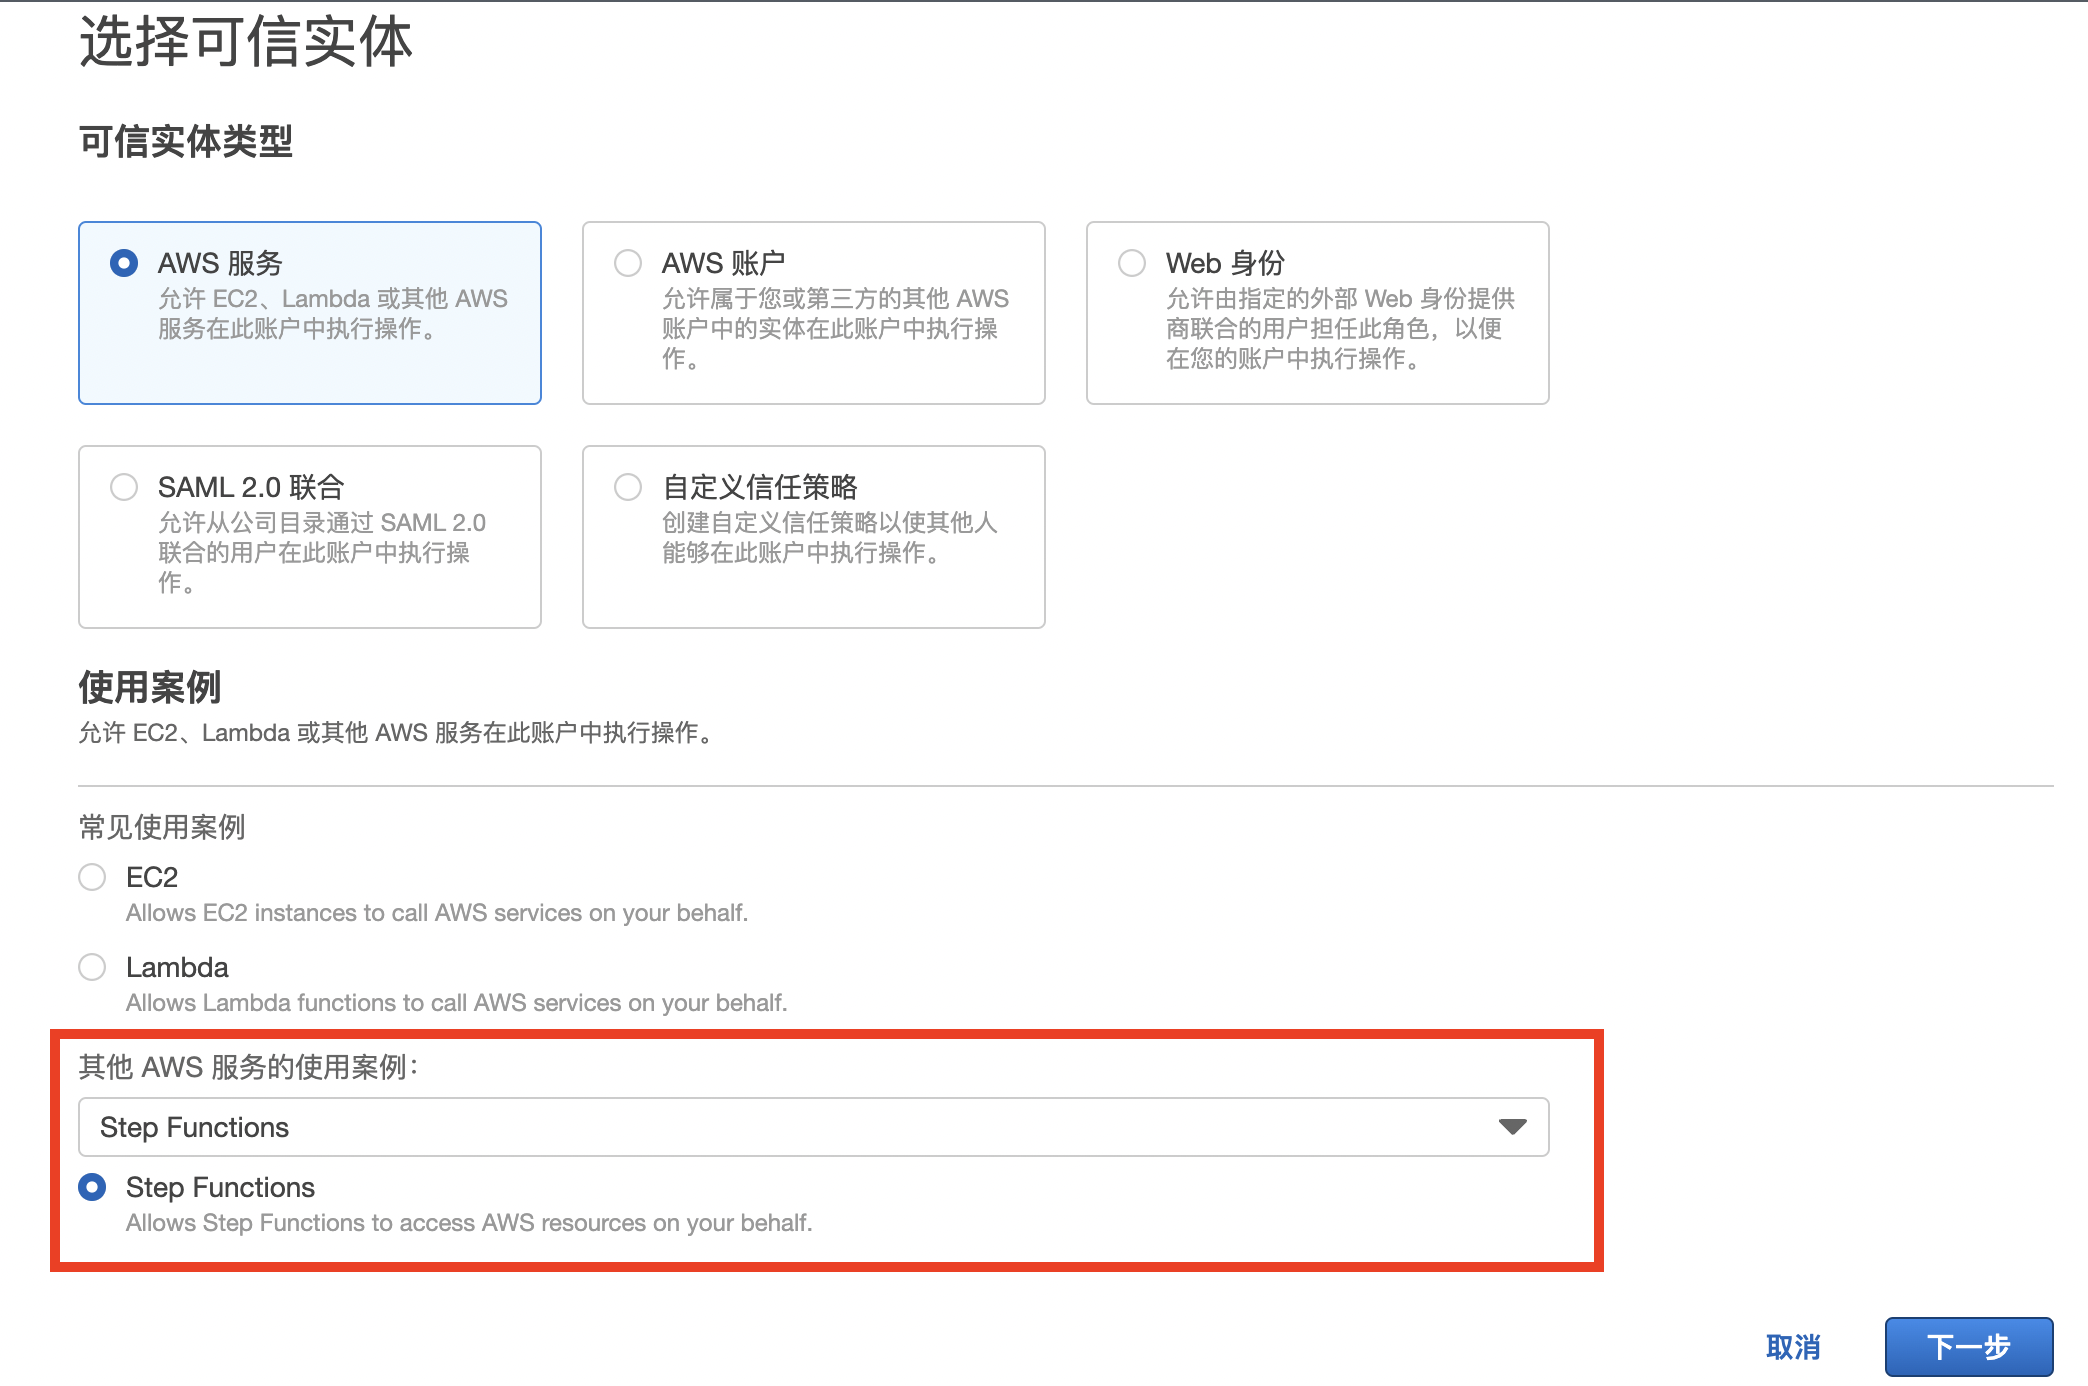 选择可信实体
可信实体类型
AWS 服务
允许 EC2、Lambda 或其他 AWS
服务在此账户中执行操作。
AWS 账户
允许属于您或第三方的其他 AWS
账户中的实体在此账户中执行操
作。
Web 身份
允许由指定的外部 Web 身份提供
商联合的用户担任此角色，以便
在您的账户中执行操作。
SAML 2.0 联合
允许从公司目录通过 SAML 2.0
联合的用户在此账户中执行操
作。
自定义信任策略
创建自定义信任策略以使其他人
能够在此账户中执行操作。
使用案例
允许 EC2、Lambda 或其他 AWS 服务在此账户中执行操作。
常见使用案例
EC2
Allows EC2 instances to call AWS services on your behalf.
Lambda
Allows Lambda functions to call AWS services on your behalf.
其他 AWS 服务的使用案例：
Step Functions
Step Functions
Allows Step Functions to access AWS resources on your behalf.
取消
下一步